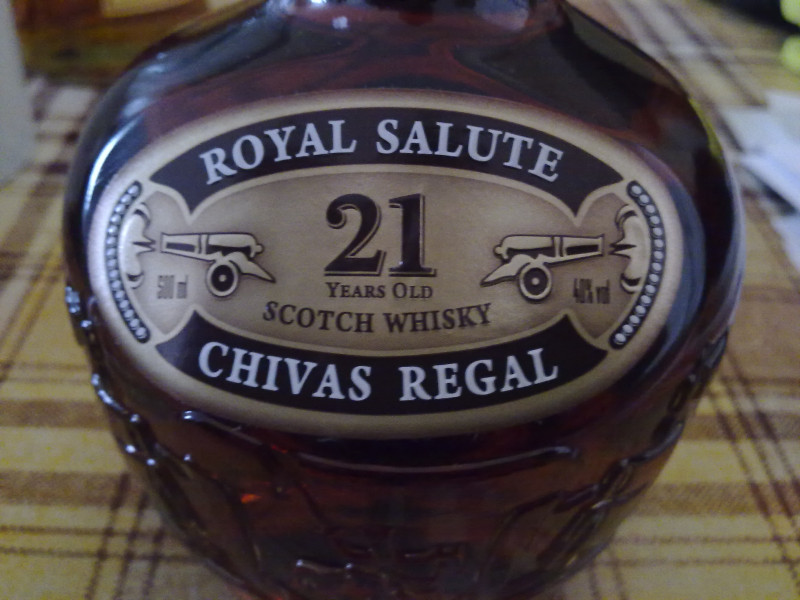 ROYAL SALUTE
21
YEARS OLD
500 ml
40% vol
SCOTCH WHISKY
CHIVAS REGAL